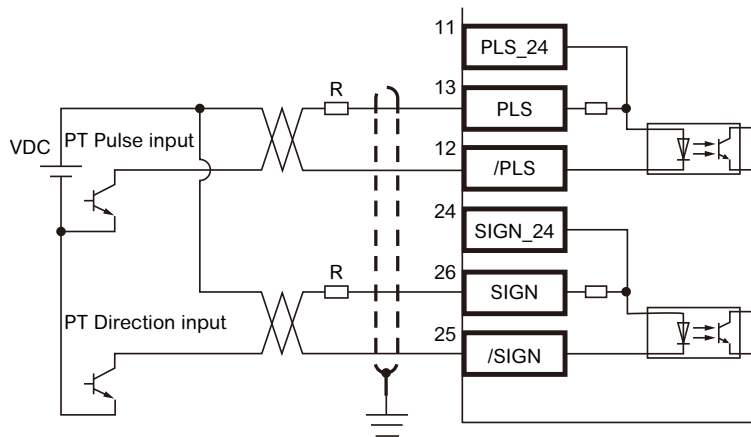 11
PLS_24
R
13
PLS
VDC
PT Pulse input
12
/PLS
24
SIGN_24
R
26
SIGN
PT Direction input
25
/SIGN